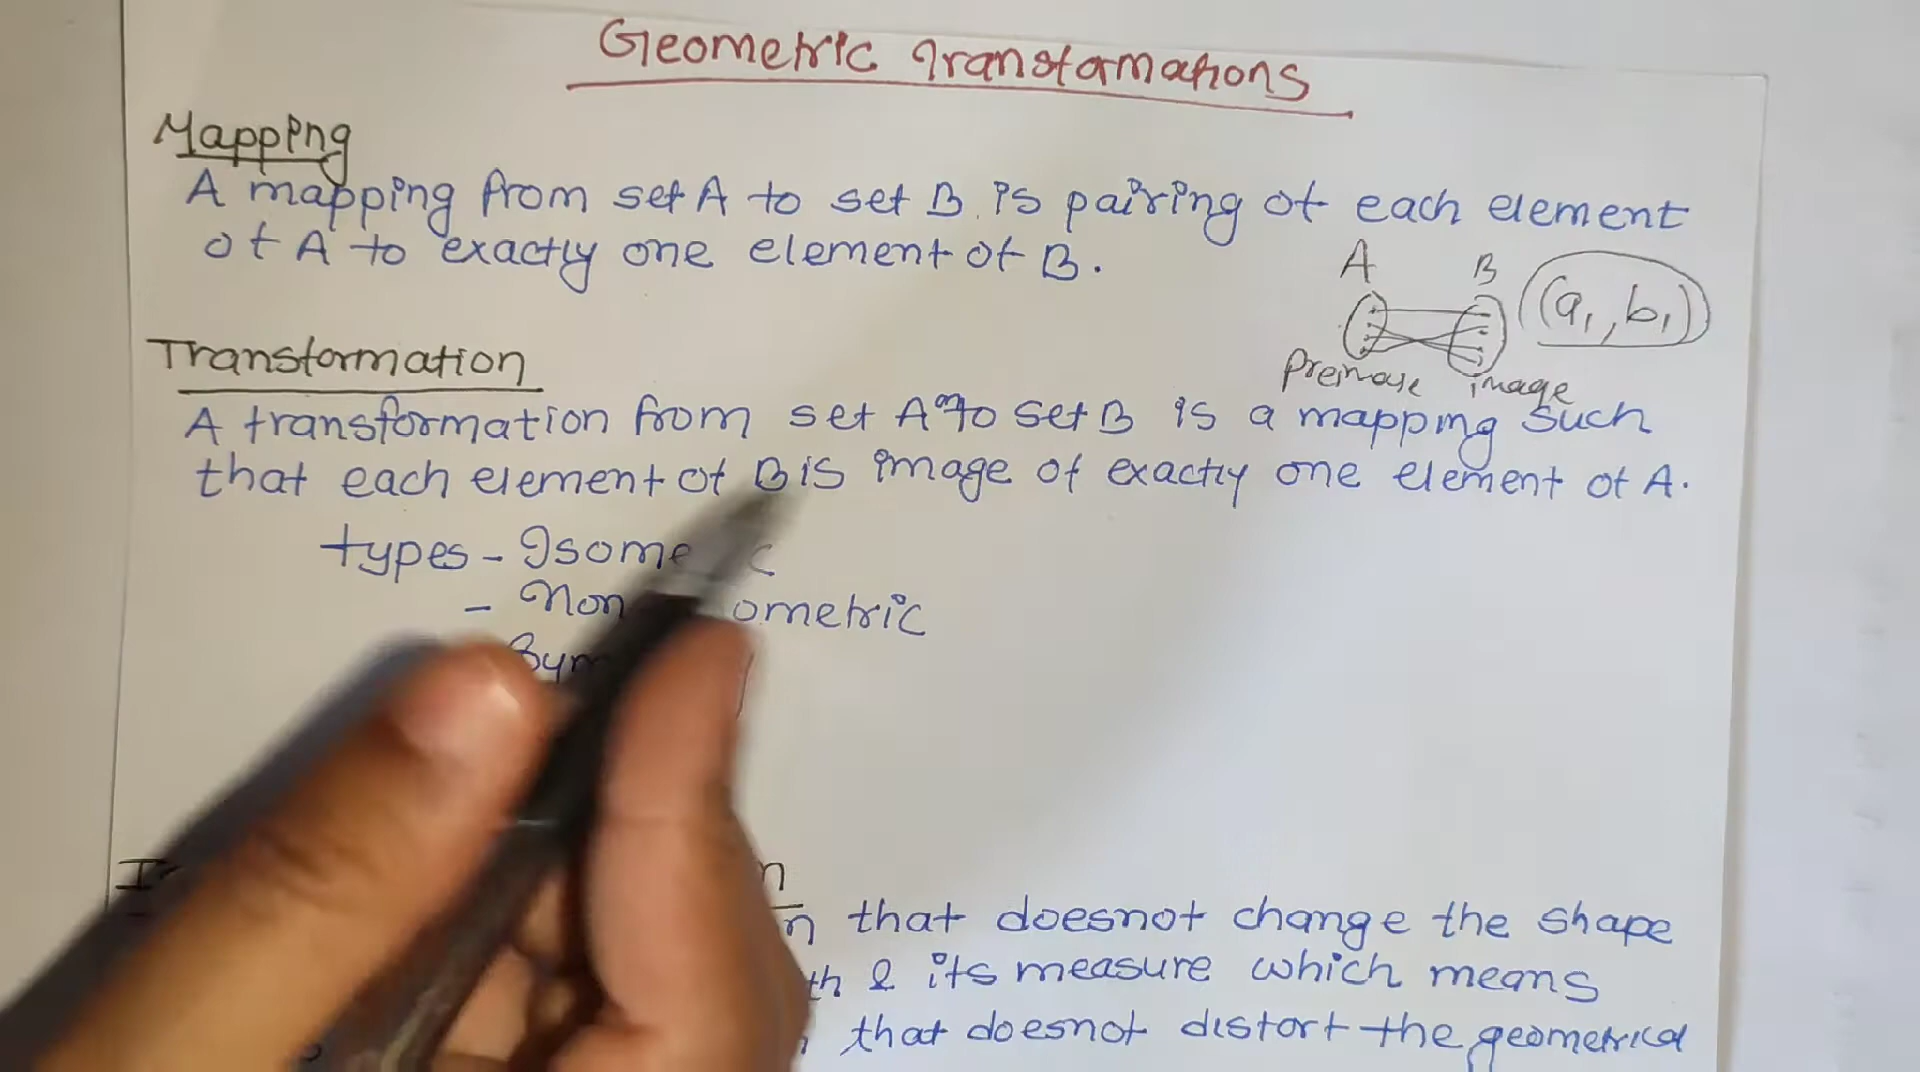 Geometric Transformations
Mapping
A mapping from set A to set B is pairing of each element
of A to exactly one element of B.
A B (a1, b1)
Preimage image
Transformation
A transformation from set A to set B is a mapping such
that each element of B is image of exactly one element of A.
types - Isome c
- Non ometric
Sym
n
n that doesnot change the shape
th & its measure which means
that doesnot distort the geometrical